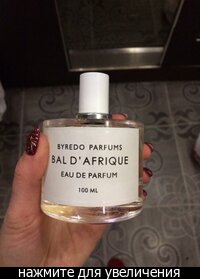 BYREDO PARFUMS
BAL D'AFRIQUE
EAU DE PARFUM
100 ML
нажмите для увеличения